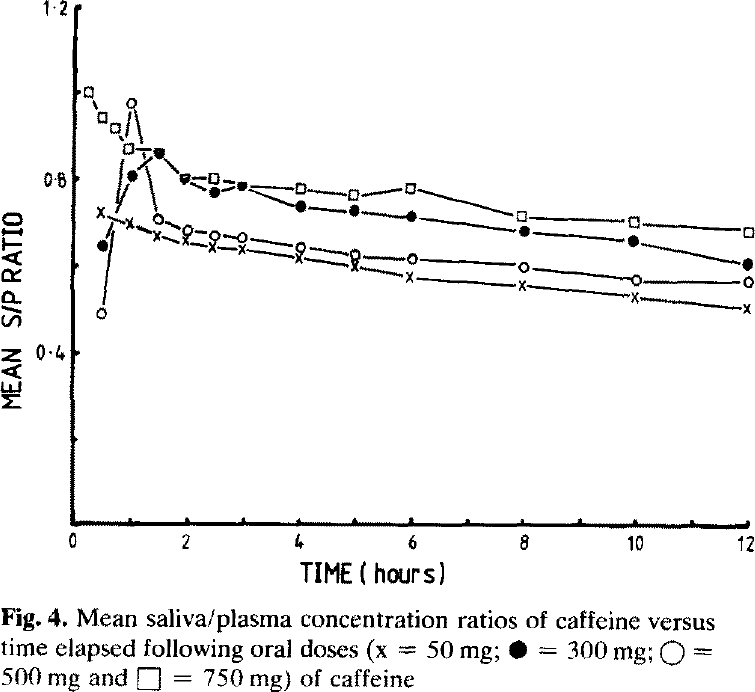 1·2
0·8
0·4
MEAN S/P RATIO
0 2 4 6 8 10 12
TIME (hours)
Fig. 4. Mean saliva/plasma concentration ratios of caffeine versus
time elapsed following oral doses (x = 50 mg; ● = 300 mg; ◯ =
500 mg and □ = 750 mg) of caffeine